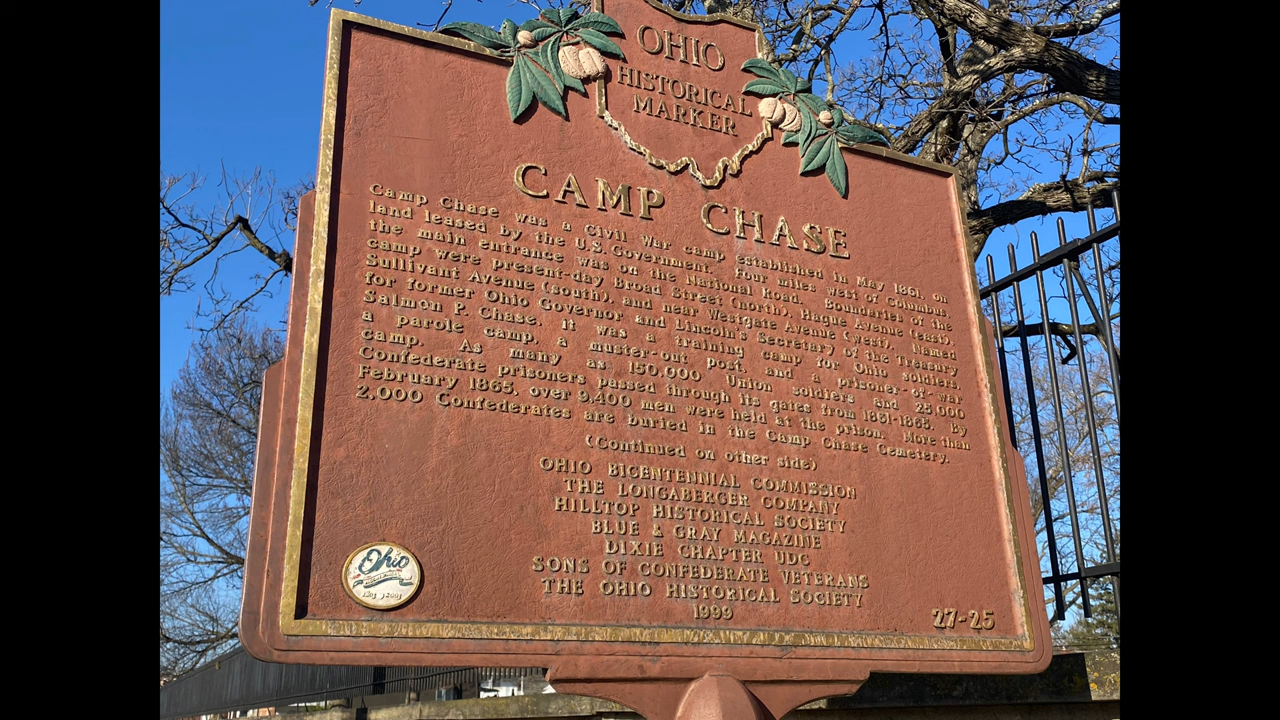 OHIO
HISTORICAL
MARKER
CAMP CHASE
Camp Chase was a Civil War camp established in May 1861, on
land leased by the U.S. Government. Four miles west of Columbus,
the main entrance was on the National Road. Boundaries of the
camp were present-day Broad Street (north), Hague Avenue (east),
Sullivant Avenue (south), and near Westgate Avenue (west). Named
for former Ohio Governor and Lincoln's Secretary of the Treasury
Salmon P. Chase, it was a training camp for Ohio soldiers,
a parole camp, a muster-out post, and a prisoner-of-war
camp. As many as 150,000 Union soldiers and 25,000
Confederate prisoners passed through its gates from 1861-1865. By
February 1865, over 9,400 men were held at the prison. More than
2,000 Confederates are buried in the Camp Chase Cemetery.
(Continued on other side)
OHIO BICENTENNIAL COMMISSION
THE LONGABERGER COMPANY
HILLTOP HISTORICAL SOCIETY
BLUE & GRAY MAGAZINE
DIXIE CHAPTER UDC
SONS OF CONFEDERATE VETERANS
THE OHIO HISTORICAL SOCIETY
1999
27-25
Ohio